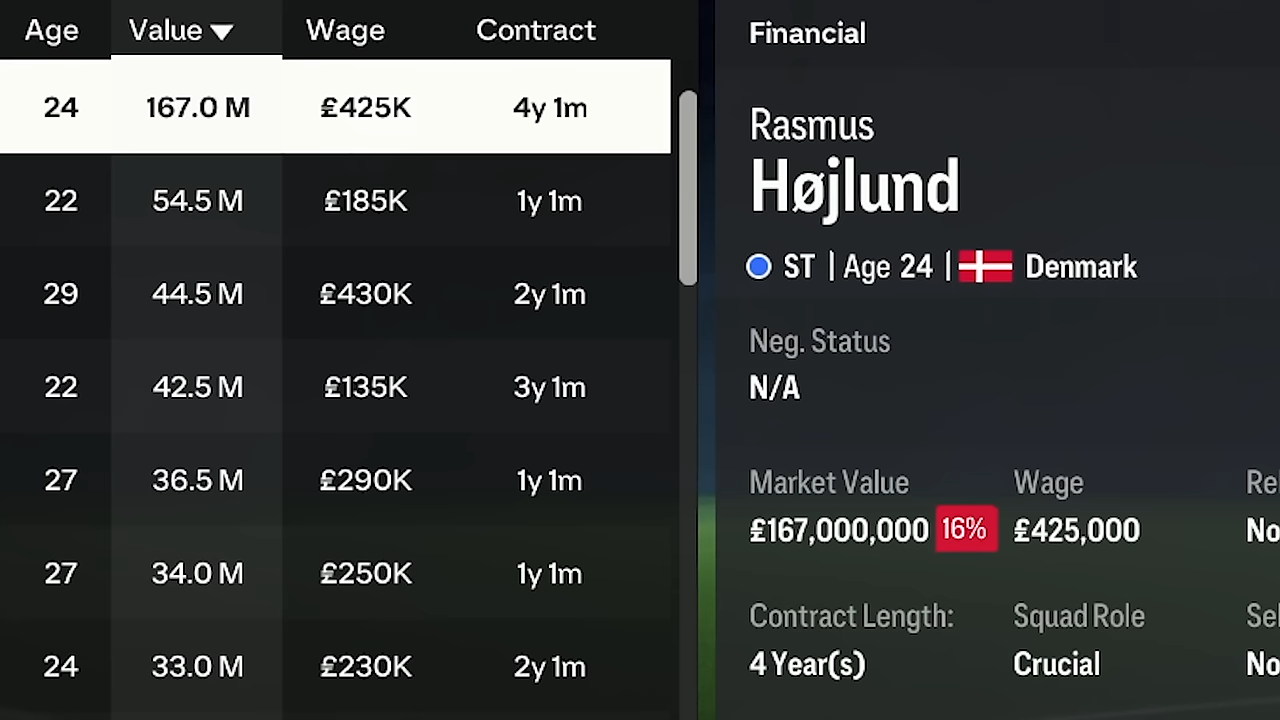 Age Value Wage Contract
24 167.0 M £425K 4y 1m
22 54.5 M £185K 1y 1m
29 44.5 M £430K 2y 1m
22 42.5 M £135K 3y 1m
27 36.5 M £290K 1y 1m
27 34.0 M £250K 1y 1m
24 33.0 M £230K 2y 1m
Financial
Rasmus
Højlund
ST | Age 24 | Denmark
Neg. Status
N/A
Market Value Wage
£167,000,000 16% £425,000
Contract Length: Squad Role
4 Year(s) Crucial